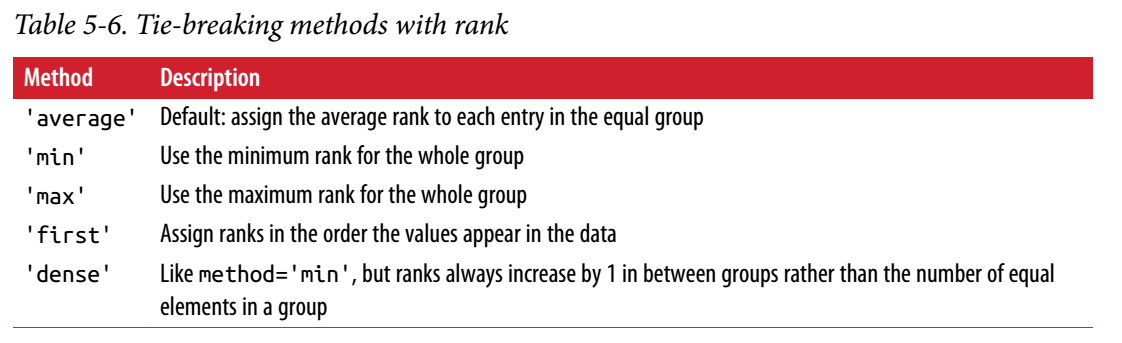 Table 5-6. Tie-breaking methods with rank
Method Description
'average' Default: assign the average rank to each entry in the equal group
'min' Use the minimum rank for the whole group
'max' Use the maximum rank for the whole group
'first' Assign ranks in the order the values appear in the data
'dense' Like method='min', but ranks always increase by 1 in between groups rather than the number of equal
elements in a group